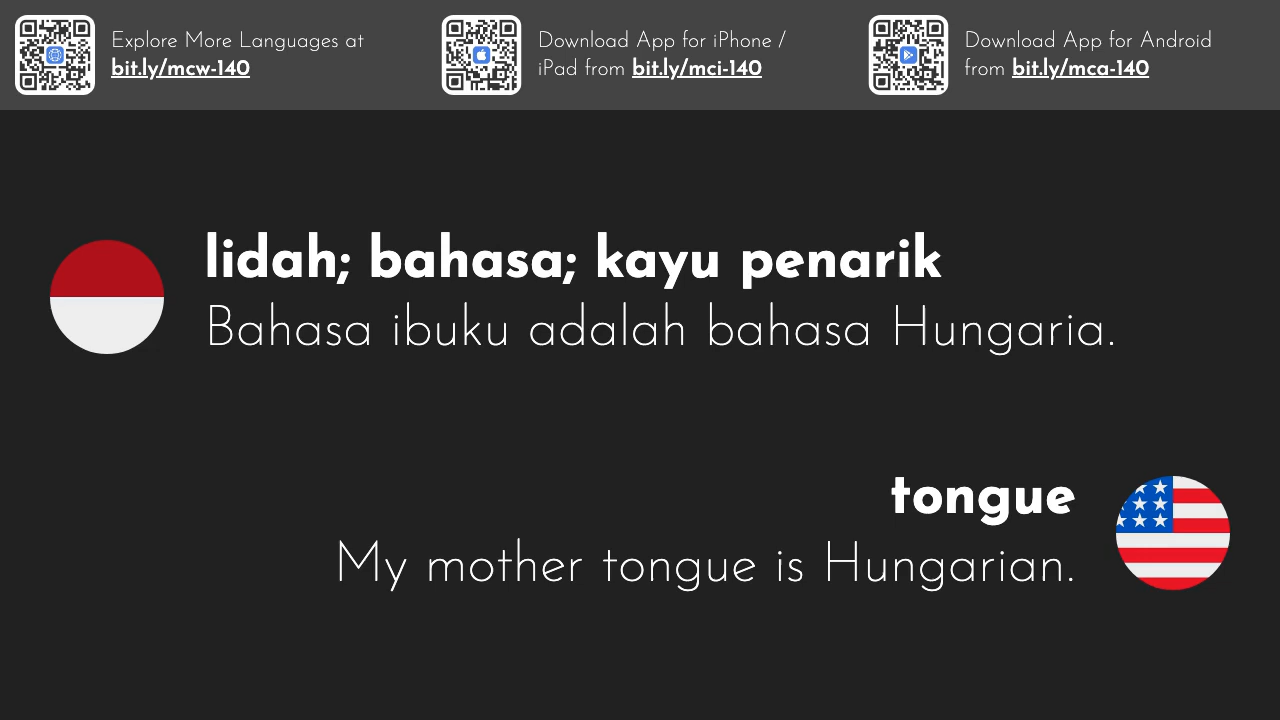 Explore More Languages at
bit.ly/mcw-140
Download App for iPhone /
iPad from bit.ly/mci-140
Download App for Android
from bit.ly/mca-140
lidah; bahasa; kayu penarik
Bahasa ibuku adalah bahasa Hungaria.
tongue
My mother tongue is Hungarian.